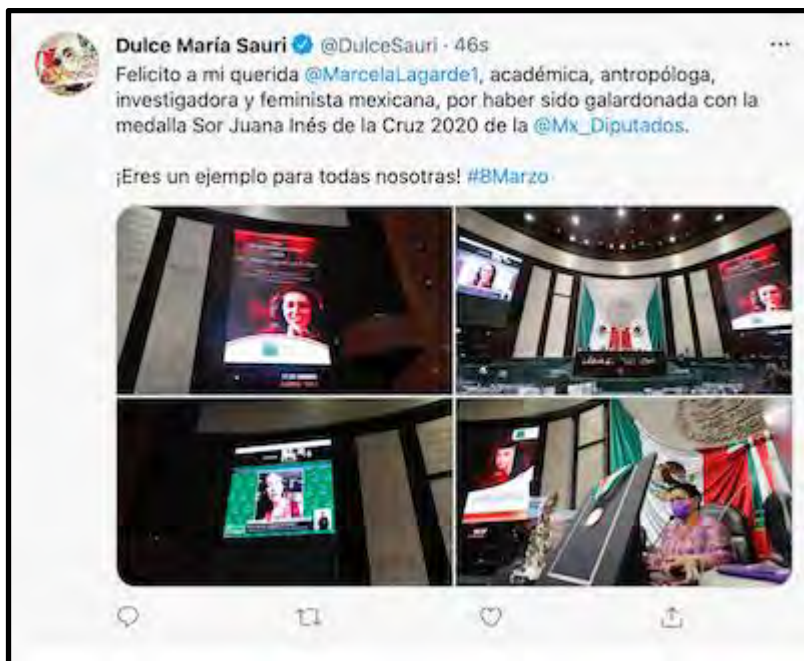 Dulce María Sauri @DulceSauri · 46s
Felicito a mi querida @MarcelaLagarde1, académica, antropóloga,
investigadora y feminista mexicana, por haber sido galardonada con la
medalla Sor Juana Inés de la Cruz 2020 de la @Mx_Diputados.
¡Eres un ejemplo para todas nosotras! #8Marzo